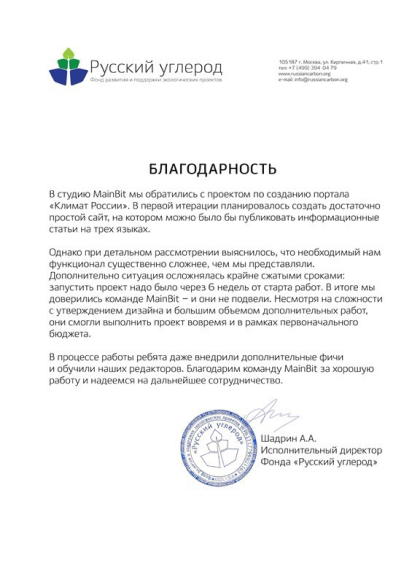 Русский углерод
Фонд развития и поддержки экологических проектов
105187 г. Москва, ул. Кирпичная, д.41, стр.1
тел: +7 (499) 394 04 79
www.russiancarbon.org
e-mail: info@russiancarbon.org
БЛАГОДАРНОСТЬ
В студию MainBit мы обратились с проектом по созданию портала
«Климат России». В первой итерации планировалось создать достаточно
простой сайт, на котором можно было бы публиковать информационные
статьи на трех языках.
Однако при детальном рассмотрении выяснилось, что необходимый нам
функционал существенно сложнее, чем мы представляли.
Дополнительно ситуация осложнялась крайне сжатыми сроками:
запустить проект надо было через 6 недель от старта работ. В итоге мы
доверились команде MainBit – и они не подвели. Несмотря на сложности
с утверждением дизайна и большим объемом дополнительных работ,
они смогли выполнить проект вовремя и в рамках первоначального
бюджета.
В процессе работы ребята даже внедрили дополнительные фичи
и обучили наших редакторов. Благодарим команду MainBit за хорошую
работу и надеемся на дальнейшее сотрудничество.
«Русский углерод»
Шадрин А.А.
Исполнительный директор
Фонда «Русский углерод»